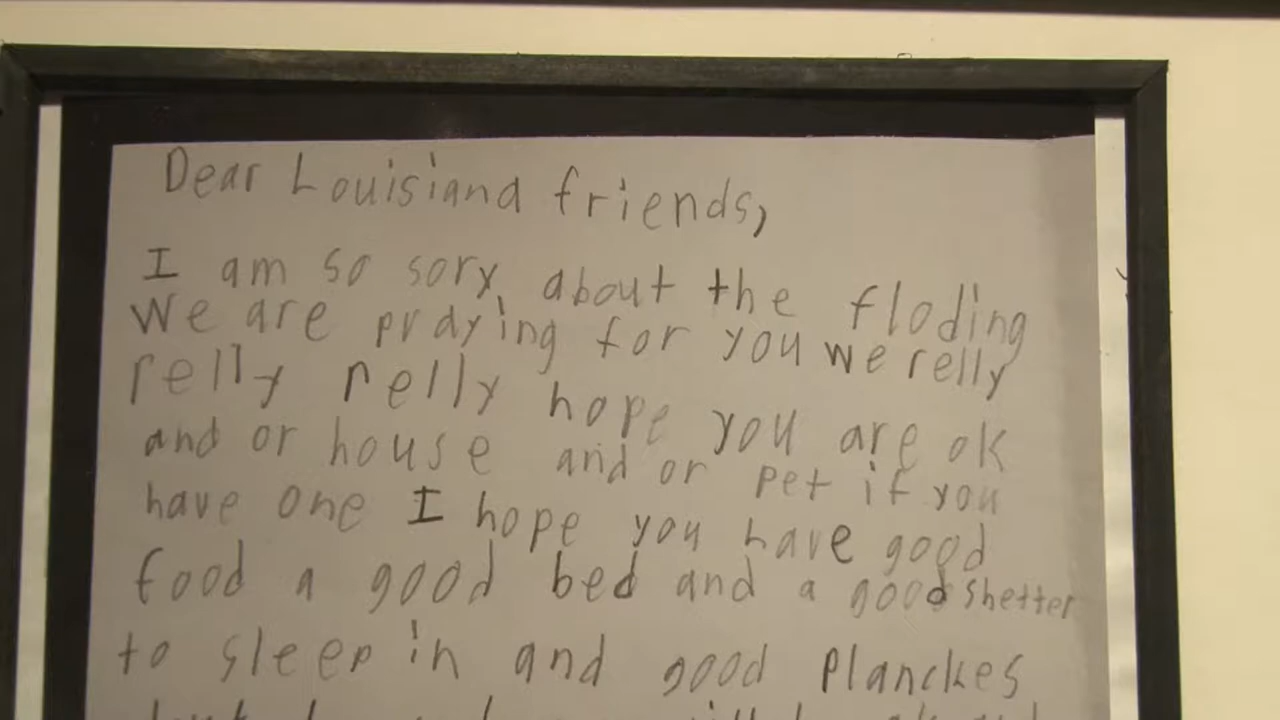 Dear Louisiand friends,
I am so sory about the floding
We are praying for you we relly
relly relly hope you are ok
and or house and or pet if you
have one I hope you have good
food a good bed and a good shetter
to sleep in and good Planckes